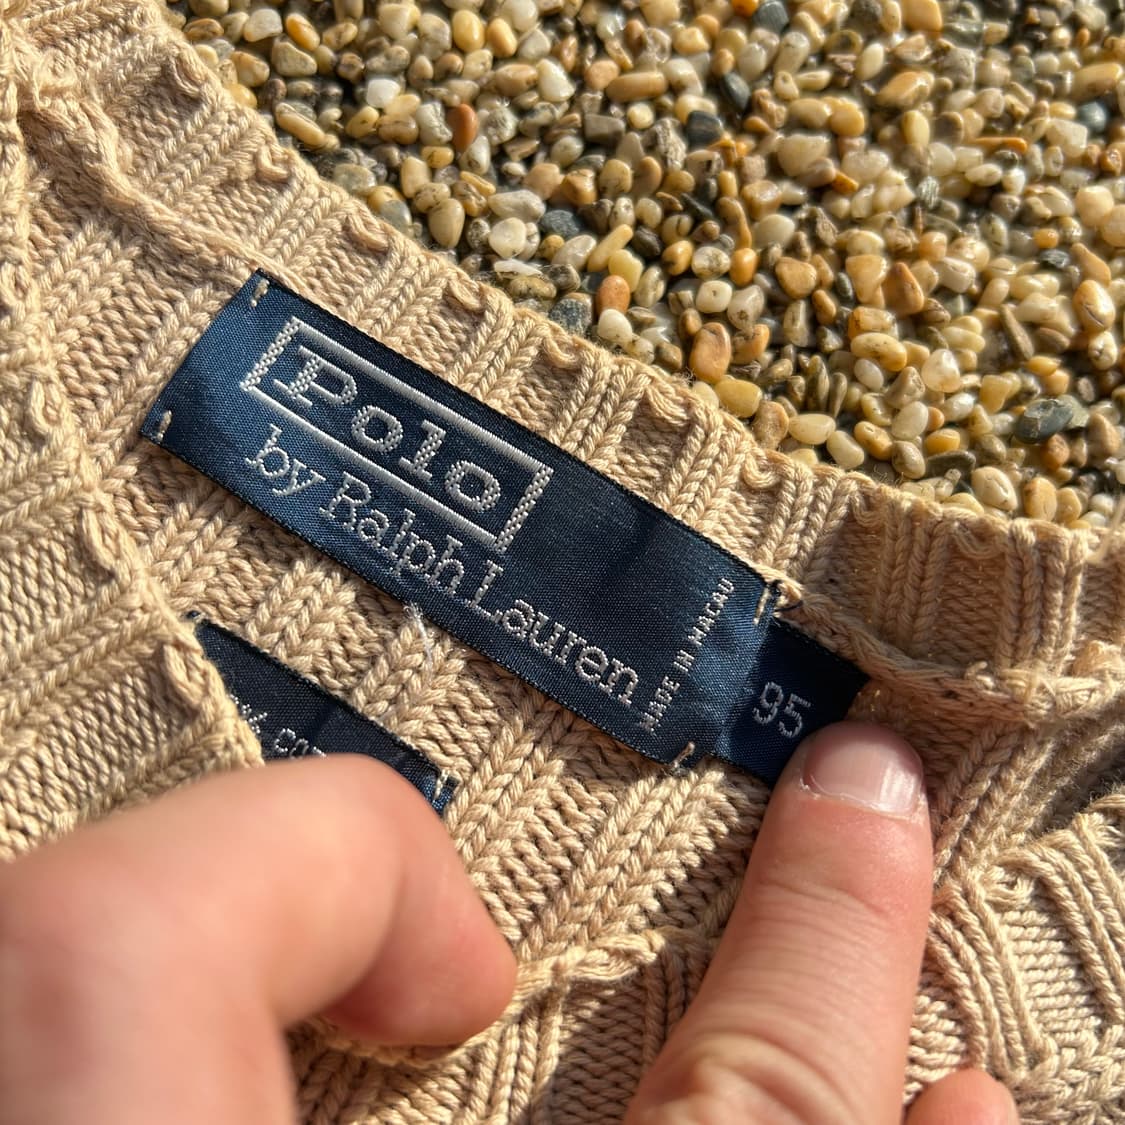 Polo
by Ralph Lauren
MADE IN MACAU
95
%